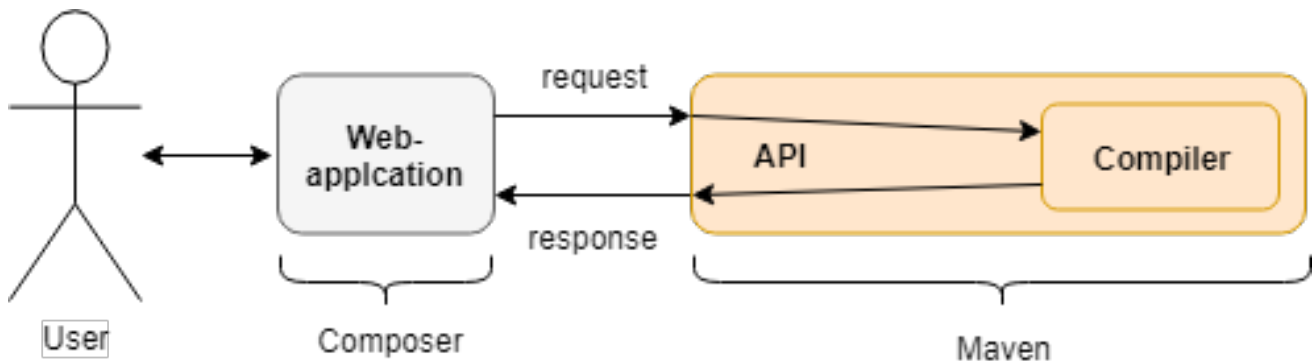 request
Web-
applcation
API
Compiler
response
User
Composer
Maven